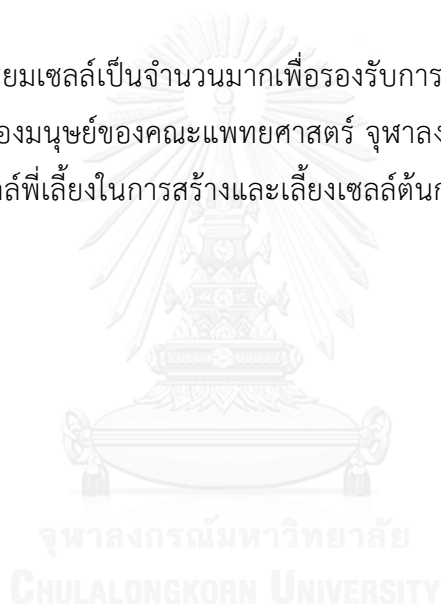 ยมเซลล์เป็นจำนวนมากเพื่อรองรับการ
องมนุษย์ของคณะแพทยศาสตร์ จุฬาลง
ล์พี่เลี้ยงในการสร้างและเลี้ยงเซลล์ต้นก
จุฬาลงกรณ์มหาวิทยาลัย
CHULALONGKORN UNIVERSITY